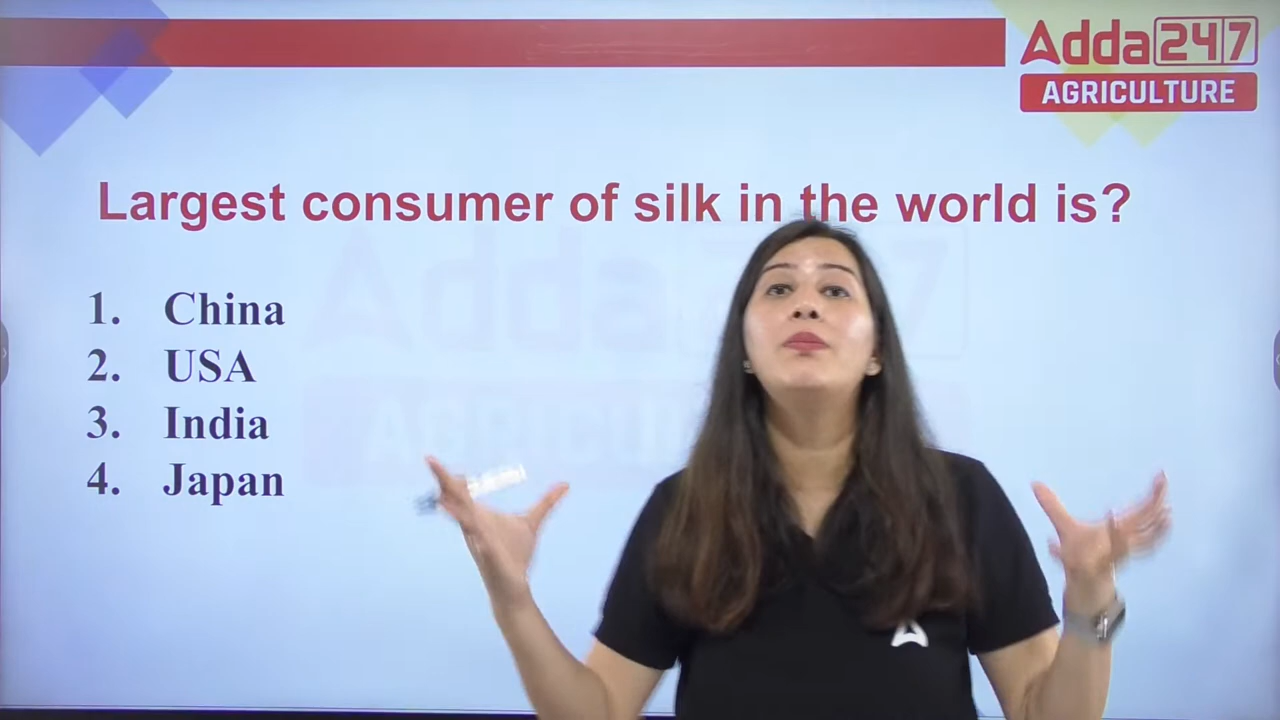 Adda247
AGRICULTURE
Largest consumer of silk in the world is?
1. China
2. USA
3. India
4. Japan